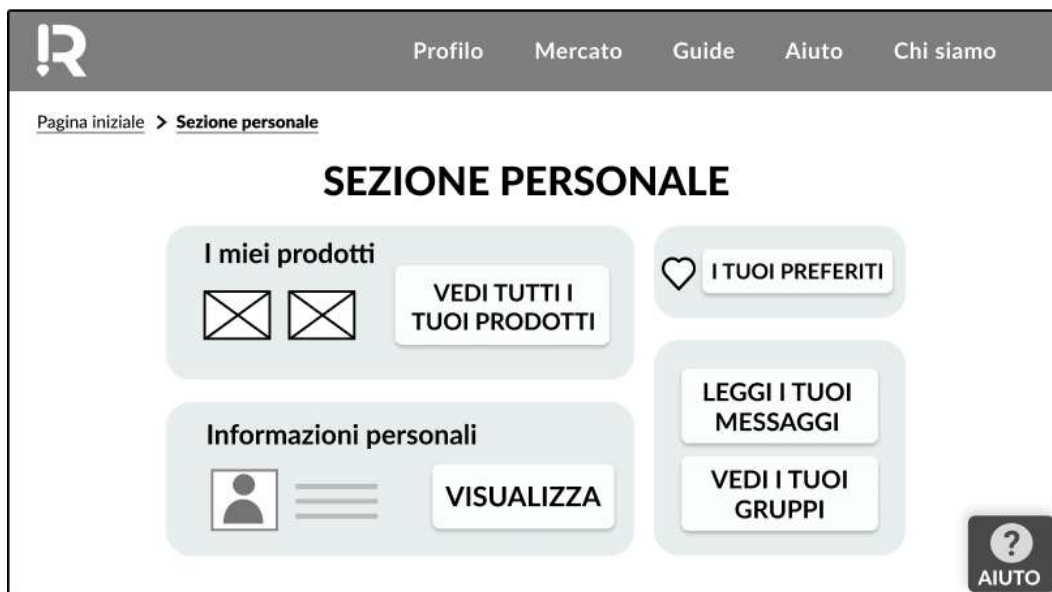 R
Profilo Mercato Guide Aiuto Chi siamo
Pagina iniziale > Sezione personale
SEZIONE PERSONALE
I miei prodotti
VEDI TUTTI I
TUOI PRODOTTI
I TUOI PREFERITI
Informazioni personali
VISUALIZZA
LEGGI I TUOI
MESSAGGI
VEDI I TUOI
GRUPPI
?
AIUTO